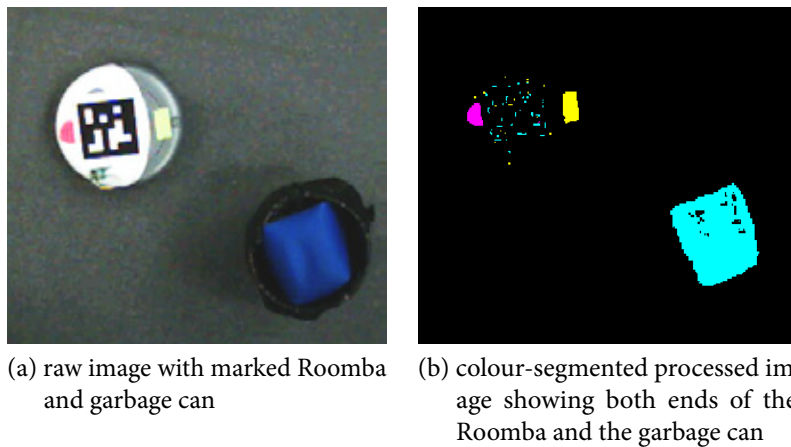 (a) raw image with marked Roomba
and garbage can
(b) colour-segmented processed im
age showing both ends of the
Roomba and the garbage can